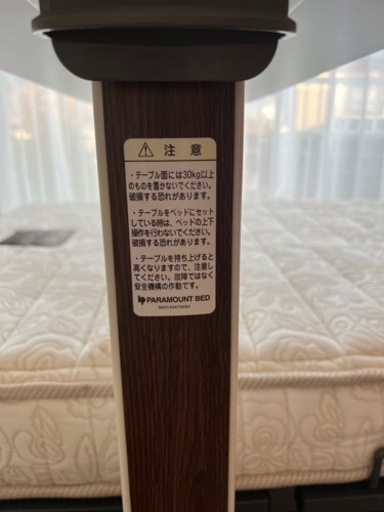 ⚠ 注意
・テーブル面には30kg以上
のものを置かないでください。
破損する恐れがあります。
・テーブルをベッドにセット
している時は、ベッドの上下
操作を行わないでください。
破損する恐れがあります。
・テーブルを持ち上げると
高くなりますので、注意し
てください。故障ではなく
安全機構の作動です。
PARAMOUNT BED